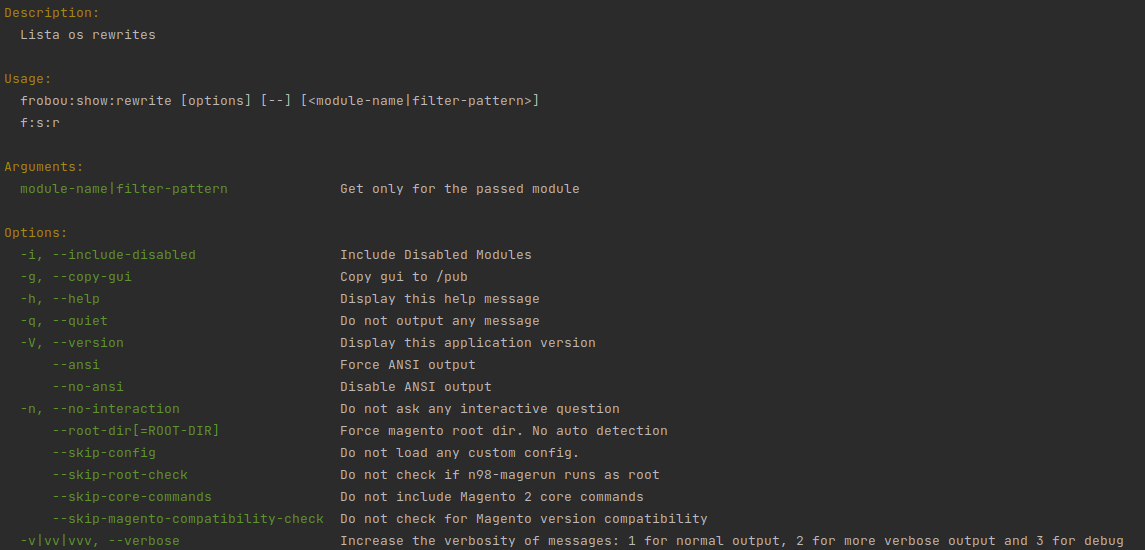 Description:
  Lista os rewrites

Usage:
  frobou:show:rewrite [options] [--] [<module-name|filter-pattern>]
  f:s:r

Arguments:
  module-name|filter-pattern              Get only for the passed module

Options:
  -i, --include-disabled                  Include Disabled Modules
  -g, --copy-gui                          Copy gui to /pub
  -h, --help                              Display this help message
  -q, --quiet                             Do not output any message
  -V, --version                           Display this application version
      --ansi                              Force ANSI output
      --no-ansi                           Disable ANSI output
  -n, --no-interaction                    Do not ask any interactive question
      --root-dir[=ROOT-DIR]               Force magento root dir. No auto detection
      --skip-config                       Do not load any custom config.
      --skip-root-check                   Do not check if n98-magerun runs as root
      --skip-core-commands                Do not include Magento 2 core commands
      --skip-magento-compatibility-check  Do not check for Magento version compatibility
  -v|vv|vvv, --verbose                    Increase the verbosity of messages: 1 for normal output, 2 for more verbose output and 3 for debug